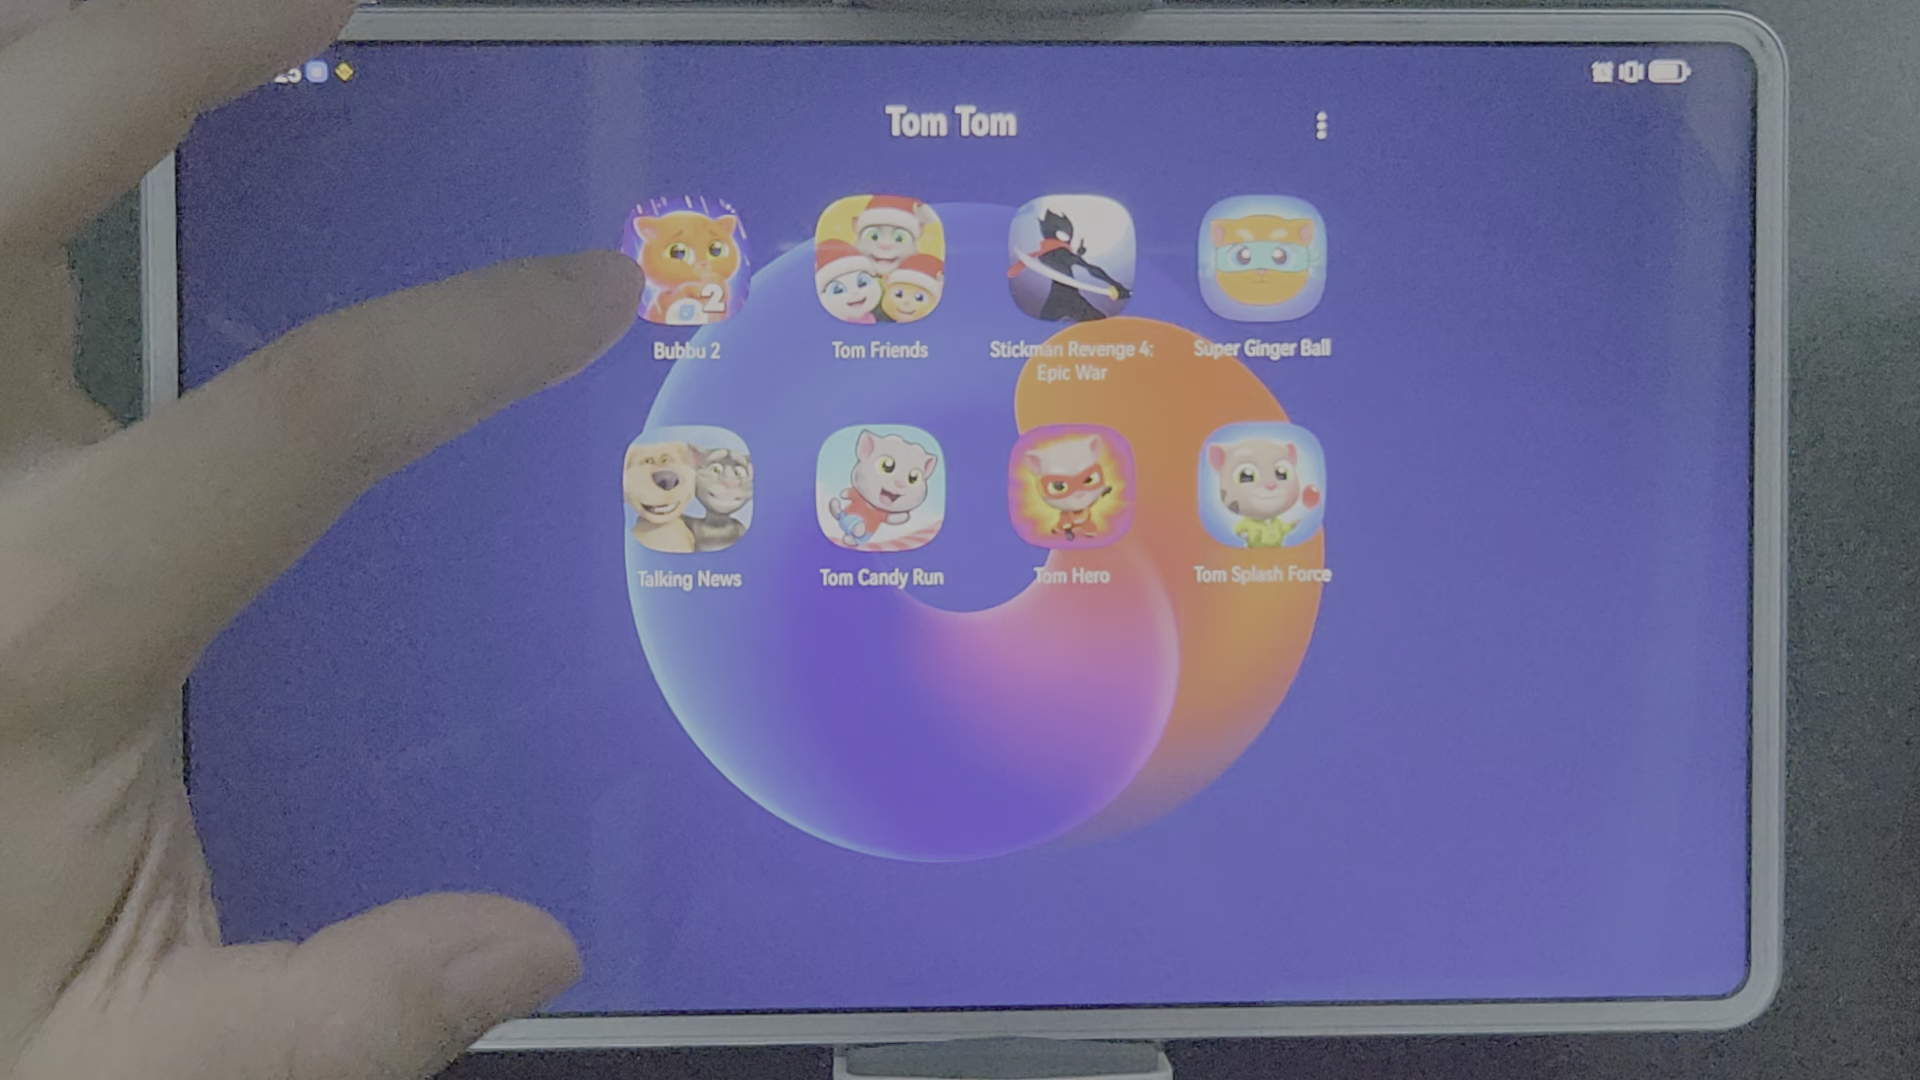 Tom Tom
2
Bubbu 2
Tom Friends
Stickman Revenge 4:
Epic War
Super Ginger Ball
Talking News
Tom Candy Run
Tom Hero
Tom Splash Force